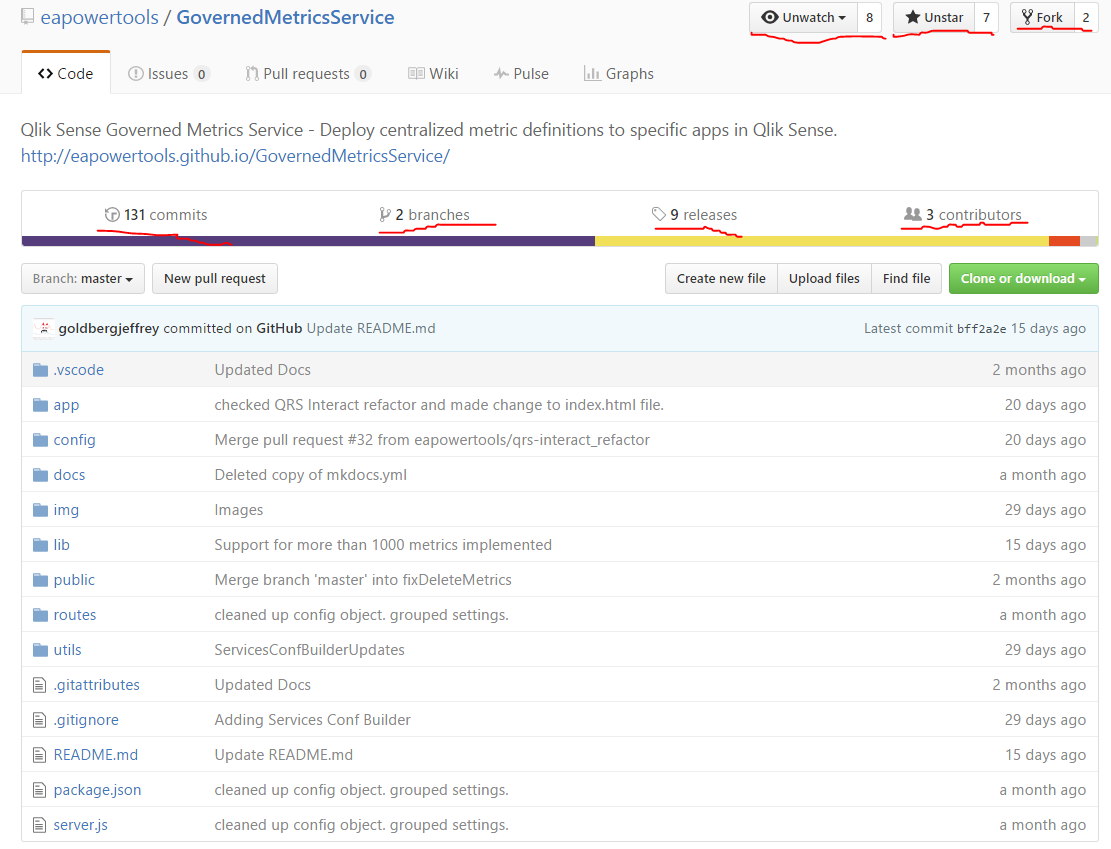 eapowertools / GovernedMetricsService Unwatch 8 Unstar 7 Fork 2
Code Issues 0 Pull requests 0 Wiki Pulse Graphs
Qlik Sense Governed Metrics Service - Deploy centralized metric definitions to specific apps in Qlik Sense.
http://eapowertools.github.io/GovernedMetricsService/
131 commits 2 branches 9 releases 3 contributors
Branch: master New pull request Create new file Upload files Find file Clone or download
goldbergjeffrey committed on GitHub Update README.md Latest commit bff2a2e 15 days ago
.vscode Updated Docs 2 months ago
app checked QRS Interact refactor and made change to index.html file. 20 days ago
config Merge pull request #32 from eapowertools/qrs-interact_refactor 20 days ago
docs Deleted copy of mkdocs.yml a month ago
img Images 29 days ago
lib Support for more than 1000 metrics implemented 15 days ago
public Merge branch 'master' into fixDeleteMetrics 2 months ago
routes cleaned up config object. grouped settings. a month ago
utils ServicesConfBuilderUpdates 29 days ago
.gitattributes Updated Docs 2 months ago
.gitignore Adding Services Conf Builder 29 days ago
README.md Update README.md 15 days ago
package.json cleaned up config object. grouped settings. a month ago
server.js cleaned up config object. grouped settings. a month ago